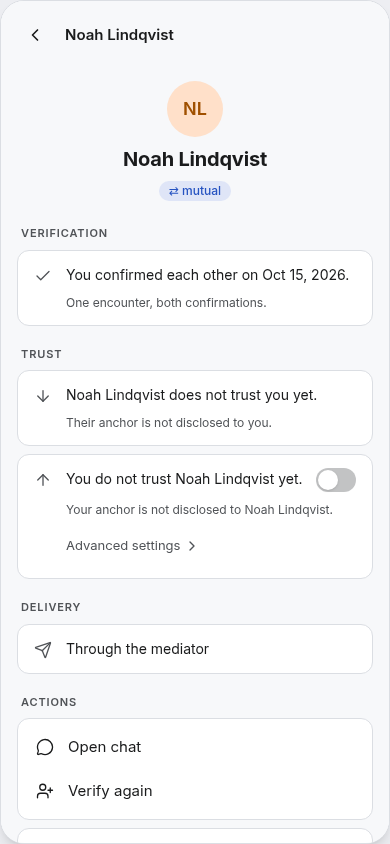 Noah Lindqvist
NL
Noah Lindqvist
⇄ mutual
VERIFICATION
You confirmed each other on Oct 15, 2026.
One encounter, both confirmations.
TRUST
Noah Lindqvist does not trust you yet.
Their anchor is not disclosed to you.
You do not trust Noah Lindqvist yet.
Your anchor is not disclosed to Noah Lindqvist.
Advanced settings
DELIVERY
Through the mediator
ACTIONS
Open chat
Verify again